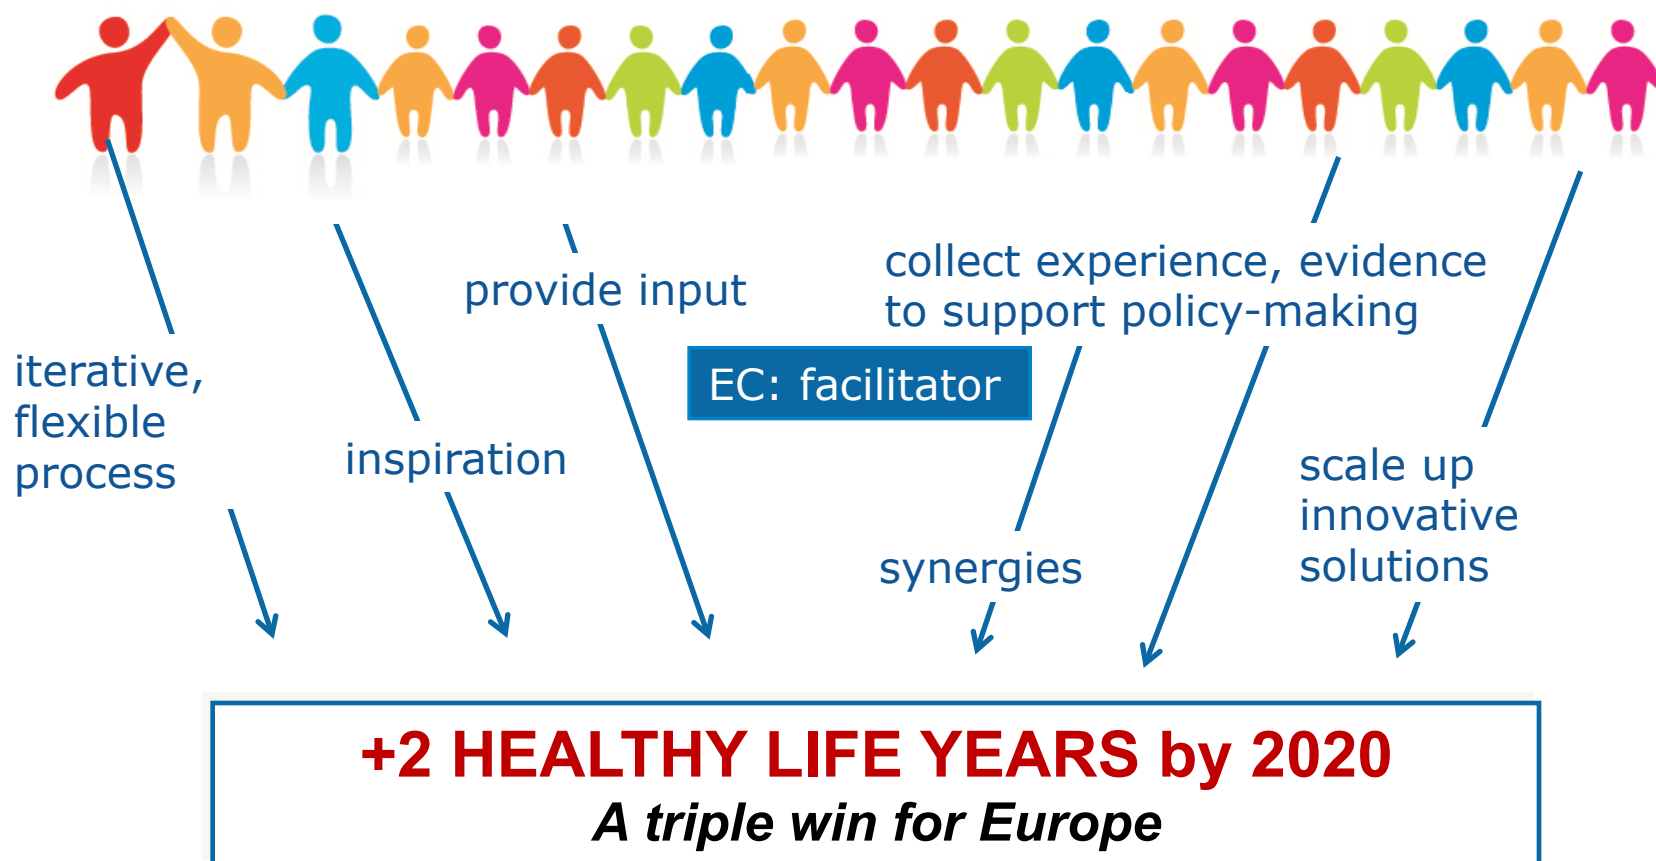 provide input
collect experience, evidence
to support policy-making
iterative,
flexible
process
EC: facilitator
inspiration
scale up
innovative
solutions
synergies
+2 HEALTHY LIFE YEARS by 2020
A triple win for Europe